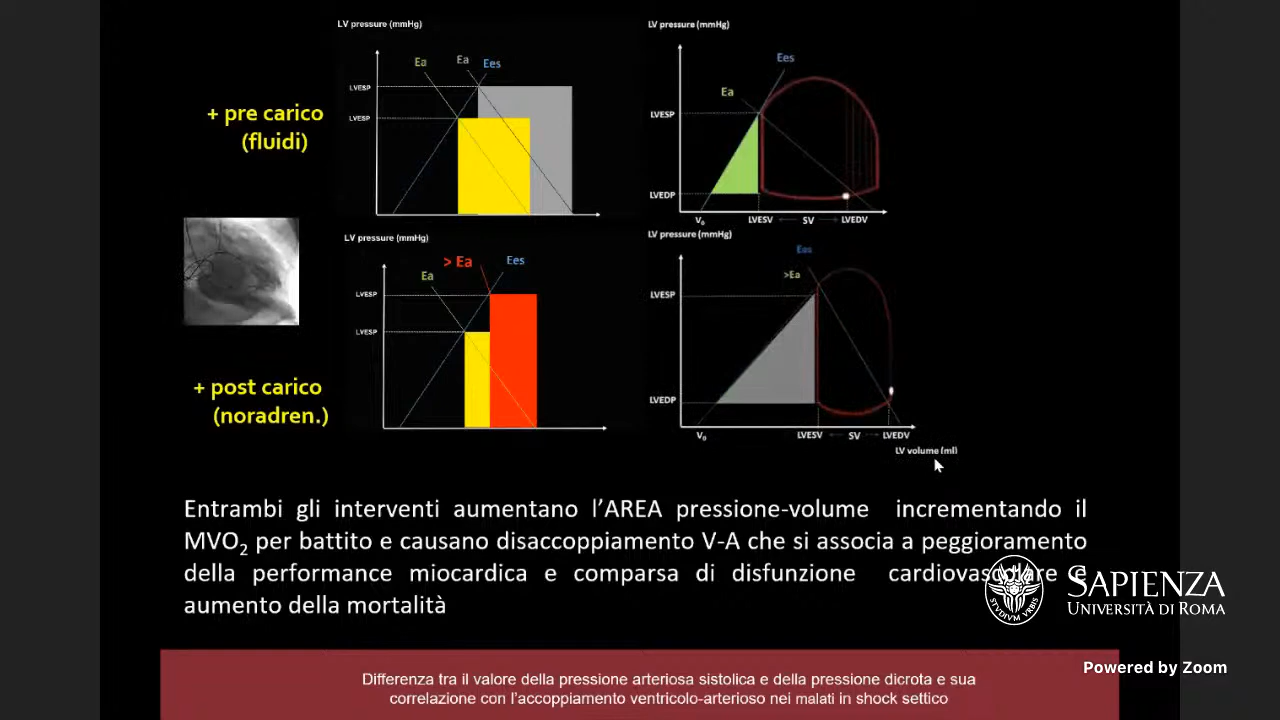 LV pressure (mmHg)
Ea
Ea
Ees
LVESP
LVESP
+ pre carico
(fluidi)
LV pressure (mmHg)
Ees
Ea
LVESP
LVEDP
V₀
LVESV
SV
LVEDV
LV pressure (mmHg)
> Ea
Ees
Ea
LVESP
LVESP
+ post carico
(noradren.)
LV pressure (mmHg)
Ees
>Ea
LVESP
LVEDP
V₀
LVESV
SV
LVEDV
LV volume (ml)
Entrambi gli interventi aumentano l’AREA pressione-volume incrementando il
MVO₂ per battito e causano disaccoppiamento V-A che si associa a peggioramento
della performance miocardica e comparsa di disfunzione cardiovascolare e
aumento della mortalità
SAPIENZA
UNIVERSITÀ DI ROMA
STUDIUM URBIS
Powered by Zoom
Differenza tra il valore della pressione arteriosa sistolica e della pressione dicrota e sua
correlazione con l’accoppiamento ventricolo-arterioso nei malati in shock settico